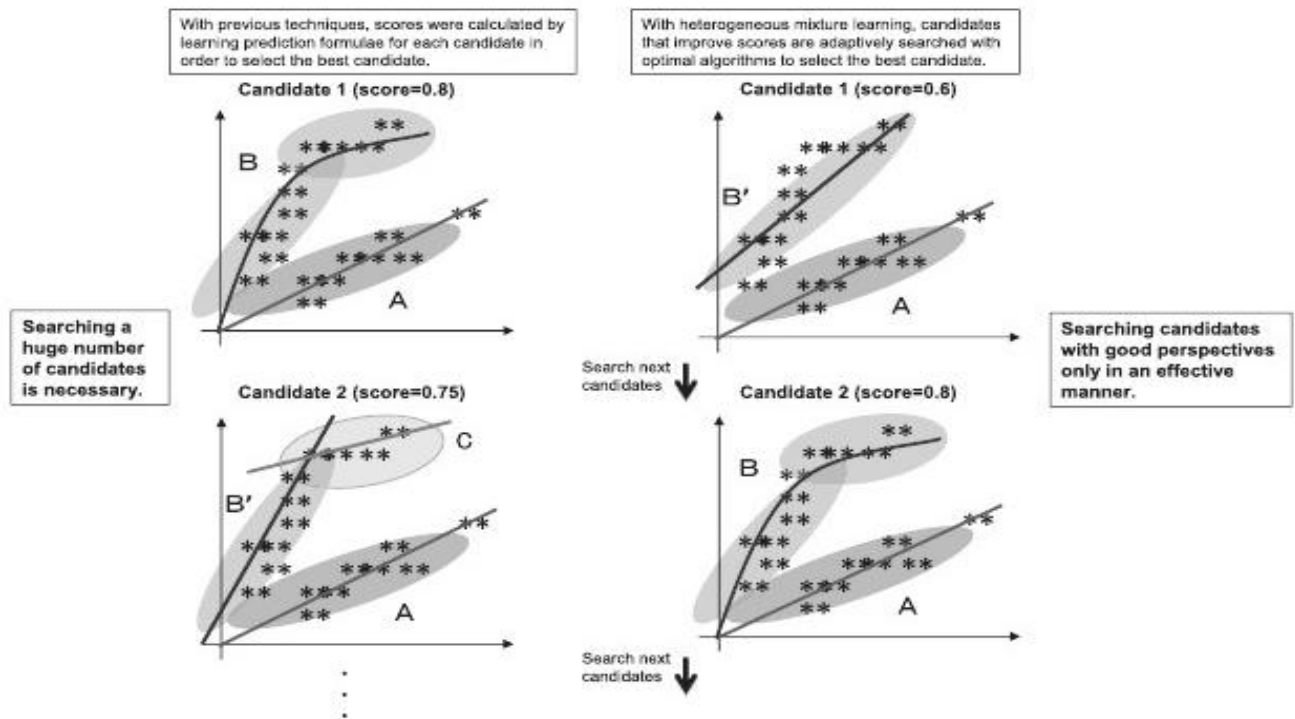 With previous techniques, scores were calculated by
learning prediction formulae for each candidate in
order to select the best candidate.
Candidate 1 (score=0.8)
B
A
Searching a
huge number
of candidates
is necessary.
Candidate 2 (score=0.75)
C
B′
A
With heterogeneous mixture learning, candidates
that improve scores are adaptively searched with
optimal algorithms to select the best candidate.
Candidate 1 (score=0.6)
B′
A
Search next
candidates
Searching candidates
with good perspectives
only in an effective
manner.
Candidate 2 (score=0.8)
B
A
Search next
candidates